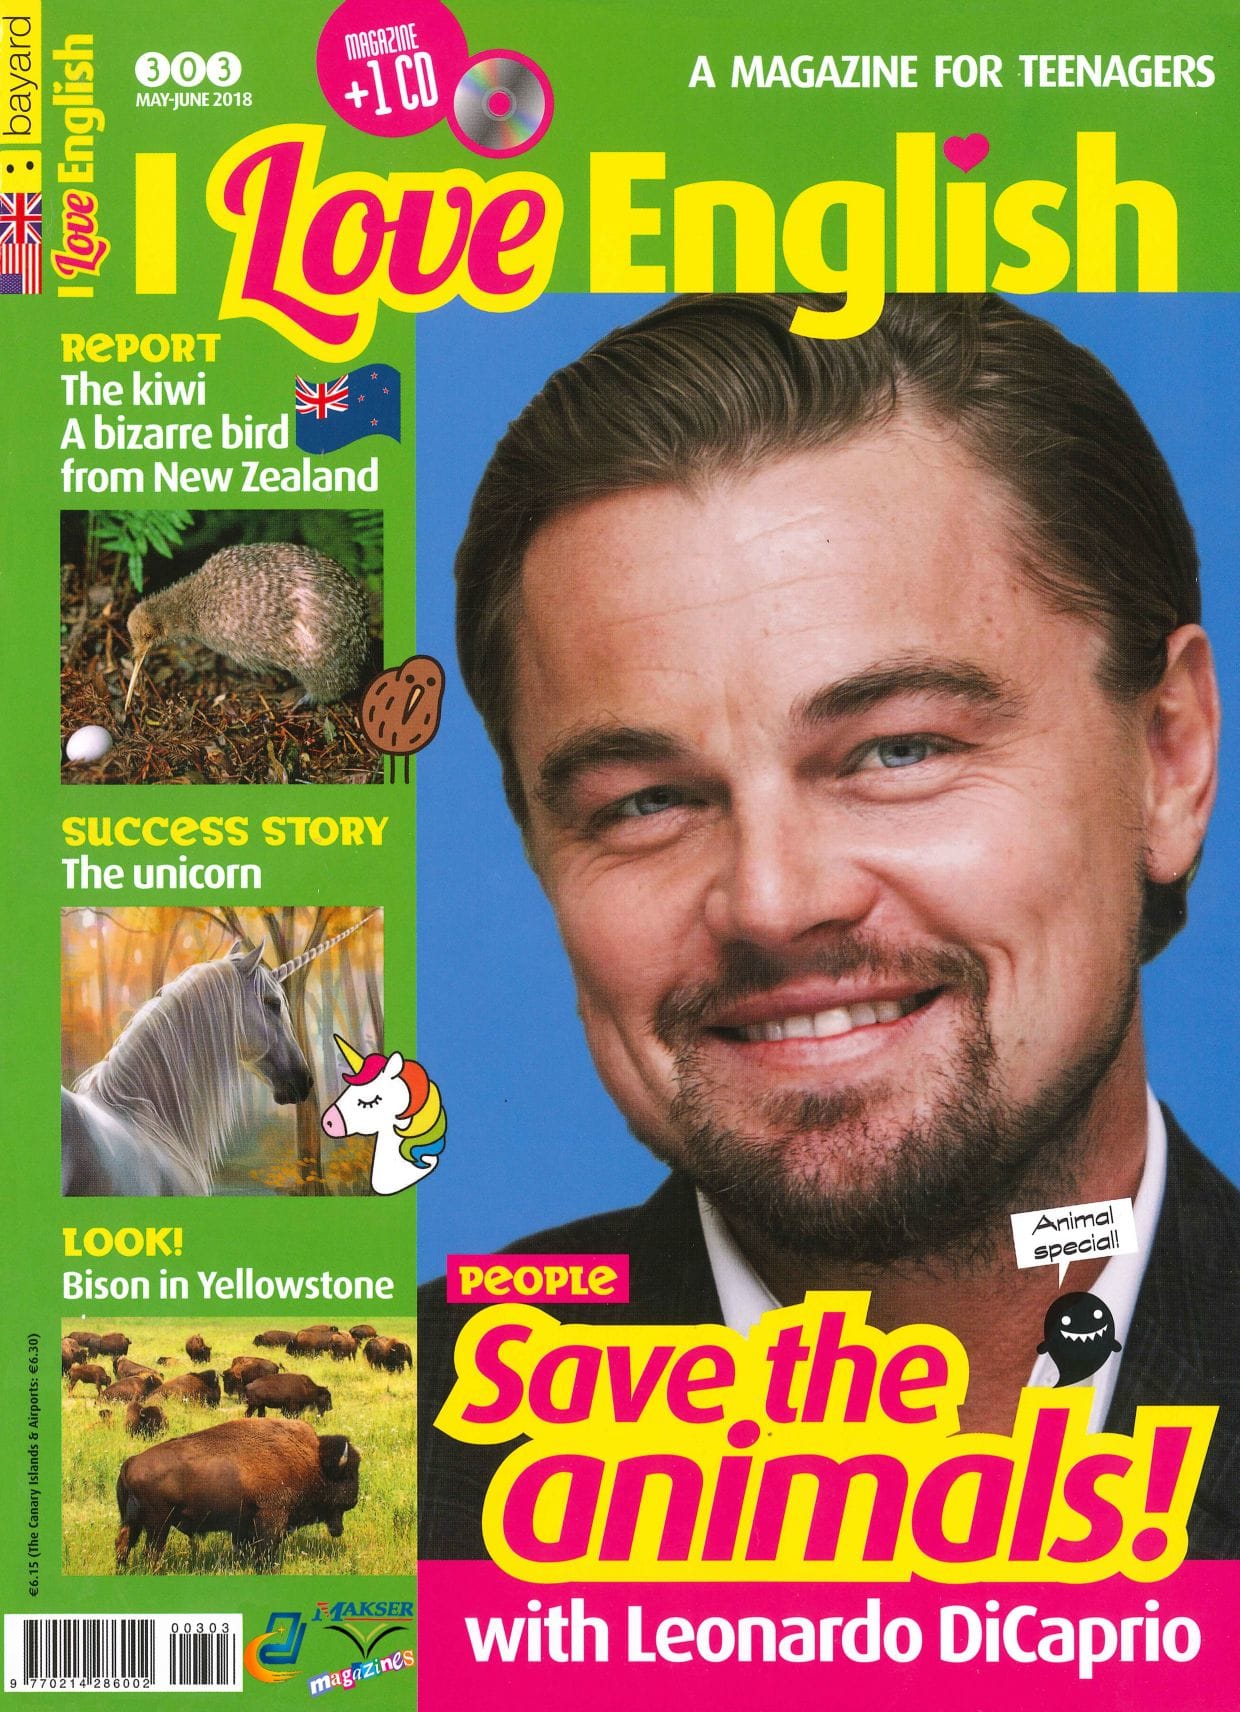 :bayard
I Love English
303
MAY-JUNE 2018
MAGAZINE
+1 CD
A MAGAZINE FOR TEENAGERS
I Love English
REPORT
The kiwi
A bizarre bird
from New Zealand
SUCCESS STORY
The unicorn
LOOK!
Bison in Yellowstone
Animal
special!
PEOPLE
Save the
animals!
with Leonardo DiCaprio
€6.15 (The Canary Islands & Airports: €6.30)
00303
9 770214 286002
MAKSER
magazines